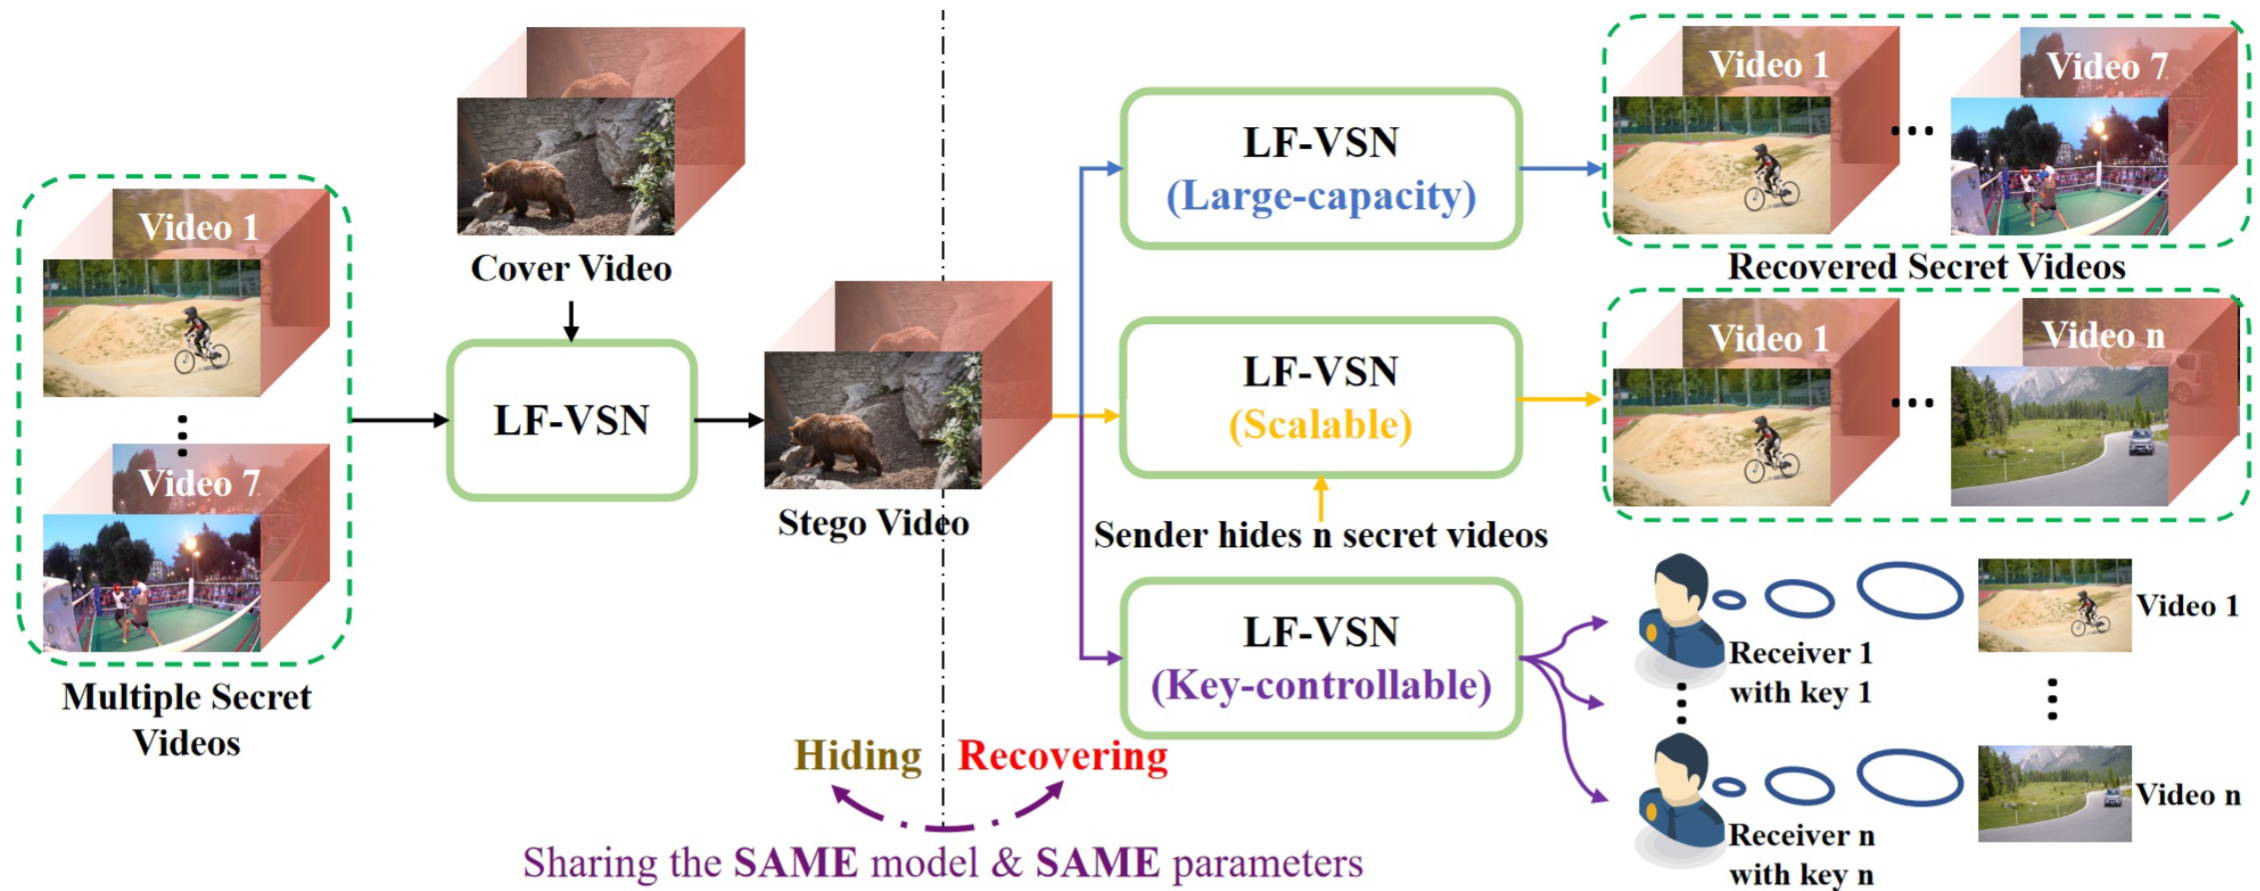 Video 1
Video 7
Multiple Secret
Videos
Cover Video
LF-VSN
Stego Video
Hiding
Recovering
Sharing the SAME model & SAME parameters
LF-VSN
(Large-capacity)
LF-VSN
(Scalable)
Sender hides n secret videos
LF-VSN
(Key-controllable)
Video 1
Video 7
Recovered Secret Videos
Video 1
Video n
Receiver 1
with key 1
Video 1
Receiver n
with key n
Video n